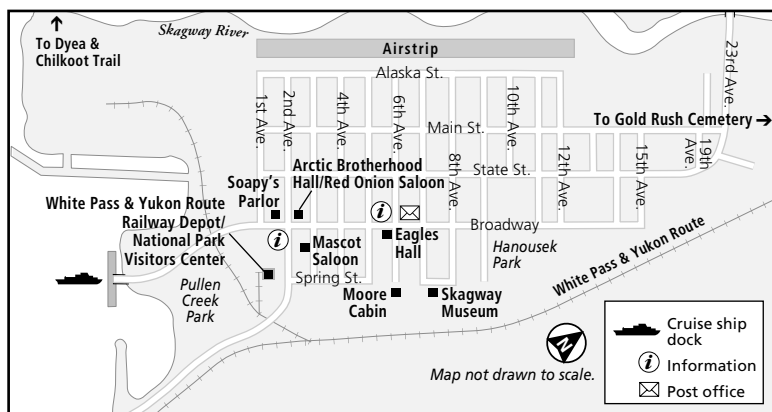 Skagway River
To Dyea &
Chilkoot Trail
Airstrip
Alaska St.
23rd Ave.
1st Ave.
2nd Ave.
4th Ave.
6th Ave.
10th Ave.
To Gold Rush Cemetery
Main St.
8th Ave.
12th Ave.
15th Ave.
19th
Ave.
State St.
Arctic Brotherhood
Hall/Red Onion Saloon
Soapy's
Parlor
White Pass & Yukon Route
Railway Depot/
National Park
Visitors Center
i
i
Broadway
Mascot
Saloon
Eagles
Hall
Hanousek
Park
White Pass & Yukon Route
Pullen
Creek
Park
Spring St.
Moore
Cabin
Skagway
Museum
N
Map not drawn to scale.
Cruise ship
dock
i Information
Post office